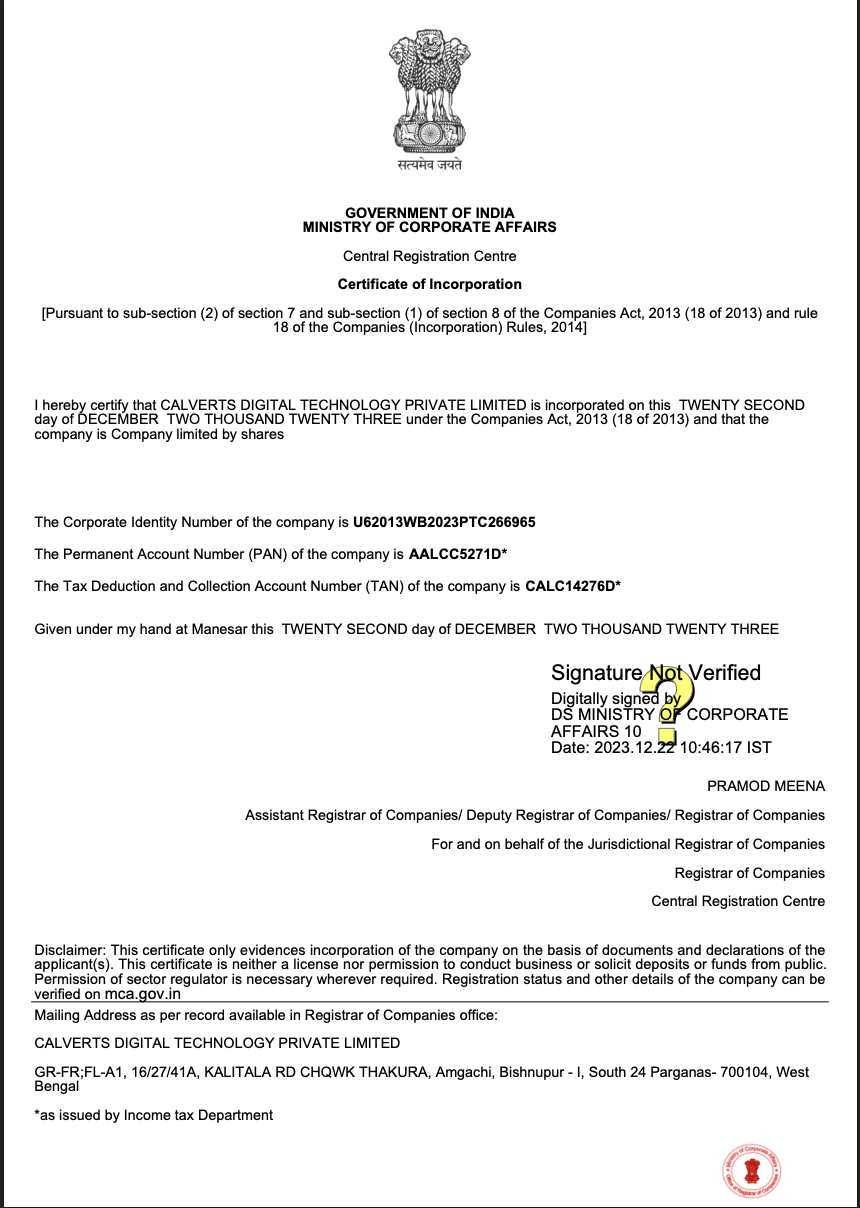 सत्यमेव जयते
GOVERNMENT OF INDIA
MINISTRY OF CORPORATE AFFAIRS
Central Registration Centre
Certificate of Incorporation
[Pursuant to sub-section (2) of section 7 and sub-section (1) of section 8 of the Companies Act, 2013 (18 of 2013) and rule
18 of the Companies (Incorporation) Rules, 2014]
I hereby certify that CALVERTS DIGITAL TECHNOLOGY PRIVATE LIMITED is incorporated on this TWENTY SECOND
day of DECEMBER TWO THOUSAND TWENTY THREE under the Companies Act, 2013 (18 of 2013) and that the
company is Company limited by shares
The Corporate Identity Number of the company is U62013WB2023PTC266965
The Permanent Account Number (PAN) of the company is AALCC5271D*
The Tax Deduction and Collection Account Number (TAN) of the company is CALC14276D*
Given under my hand at Manesar this TWENTY SECOND day of DECEMBER TWO THOUSAND TWENTY THREE
Signature Not Verified
Digitally signed by
DS MINISTRY OF CORPORATE
AFFAIRS 10
Date: 2023.12.22 10:46:17 IST
PRAMOD MEENA
Assistant Registrar of Companies/ Deputy Registrar of Companies/ Registrar of Companies
For and on behalf of the Jurisdictional Registrar of Companies
Registrar of Companies
Central Registration Centre
Disclaimer: This certificate only evidences incorporation of the company on the basis of documents and declarations of the
applicant(s). This certificate is neither a license nor permission to conduct business or solicit deposits or funds from public.
Permission of sector regulator is necessary wherever required. Registration status and other details of the company can be
verified on mca.gov.in
Mailing Address as per record available in Registrar of Companies office:
CALVERTS DIGITAL TECHNOLOGY PRIVATE LIMITED
GR-FR;FL-A1, 16/27/41A, KALITALA RD CHQWK THAKURA, Amgachi, Bishnupur - I, South 24 Parganas- 700104, West
Bengal
*as issued by Income tax Department
Ministry of Corporate Affairs
Office of Registrar of Companies